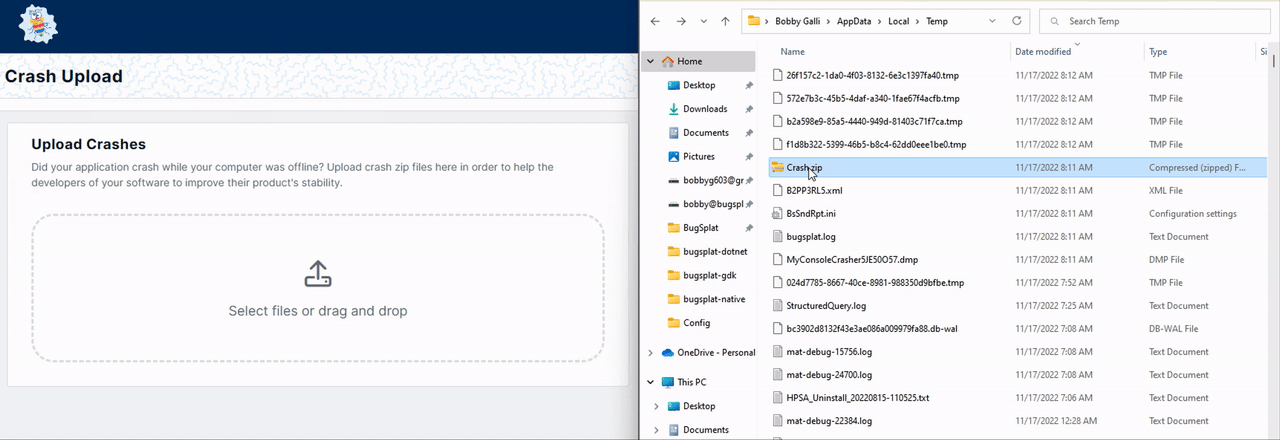 Crash Upload
Upload Crashes
Did your application crash while your computer was offline? Upload crash zip files here in order to help the
developers of your software to improve their product's stability.
Select files or drag and drop
Bobby Galli > AppData > Local > Temp
Search Temp
Home
Desktop
Downloads
Documents
Pictures
bobbyg603@gr
bobby@bugspl
BugSplat
bugsplat-dotnet
bugsplat-gdk
bugsplat-native
Config
OneDrive - Personal
This PC
Desktop
Documents
Name Date modified Type Si
26f157c2-1da0-4f03-8132-6e3c1397fa40.tmp 11/17/2022 8:12 AM TMP File
572e7b3c-45b5-4daf-a340-1fae67f4acfb.tmp 11/17/2022 8:12 AM TMP File
b2a598e9-85a5-4440-949d-81403c71f7ca.tmp 11/17/2022 8:12 AM TMP File
f1d8b322-5399-46b5-b8c4-62dd0eee1be0.tmp 11/17/2022 8:12 AM TMP File
Crash.zip 11/17/2022 8:11 AM Compressed (zipped) F...
B2PP3RL5.xml 11/17/2022 8:11 AM XML File
BsSndRpt.ini 11/17/2022 8:11 AM Configuration settings
bugsplat.log 11/17/2022 8:11 AM Text Document
MyConsoleCrasher5JE50O57.dmp 11/17/2022 8:11 AM DMP File
024d7785-8667-40ce-8981-988350d9bfbe.tmp 11/17/2022 7:52 AM TMP File
StructuredQuery.log 11/17/2022 7:25 AM Text Document
bc3902d8132f43e3ae086a009979fa88.db-wal 11/17/2022 7:08 AM DB-WAL File
mat-debug-15756.log 11/17/2022 7:08 AM Text Document
mat-debug-24700.log 11/17/2022 7:08 AM Text Document
HPSA_Uninstall_20220815-110525.txt 11/17/2022 7:06 AM Text Document
mat-debug-22384.log 11/17/2022 12:28 AM Text Document